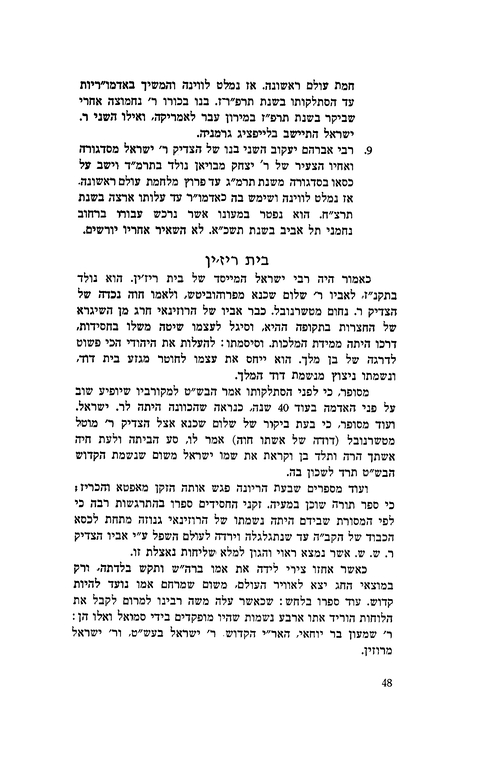 חמת עולם ראשונה. אז נמלט לווינה והמשיך באדמו״ריות
עד הסתלקותו בשנת תרפ״ז. בנו בכורו ר׳ נחמוצה אחרי
שביקר בשנת תרפ״ז במירון עבר לאמריקה, ואילו השני ר.
ישראל התיישב בלייפציג גרמניה.
9. רבי אברהם יעקוב השני בנו של הצדיק ר׳ ישראל מסדגורה
ואחיו הצעיר של ר׳ יצחק מבויאן נולד בתרמ״ד וישב על
כסאו בסדגורה משנת תרמ״ג עד פרוץ מלחמת עולם ראשונה.
אז נמלט לווינה ושימש בה כאדמו״ר עד עלותו ארצה בשנת
תרצ״ח. הוא נפטר במעונו אשר נרכש עבורו ברחוב
נחמני תל אביב בשנת תשכ״א. לא השאיר אחריו יורשים.
בית ריז׳ין
כאמור היה רבי ישראל המייסד של בית ריז׳ין. הוא נולד
בתקנ״ז, לאביו ר׳ שלום שכנא מפרוהוביטש, ולאמו חוה נכדה של
הצדיק ר. נחום מטשרנובל. כבר אביו של הרוזינאי חרג מן השיגרא
של החצרות בתקופה ההיא, וסיגל לעצמו שיטה משלו בחסידות,
דרכו היתה ממידת המלכות. וסיסמתו: להעלות את היהודי הכי פשוט
לדרגה של בן מלך. הוא ייחס את עצמו לחוטר מגזע בית דוד,
ונשמתו ניצוץ מנשמת דוד המלך.
מסופר, כי לפני הסתלקותו אמר הבש״ט למקורביו שיופיע שוב
על פני האדמה בעוד 40 שנה, כנראה שהכוונה היתה לר. ישראל.
ועוד מסופר, כי בעת ביקור של שלום שכנא אצל הצדיק ר׳ מוטל
מטשרנובל (דודה של אשתו חוה) אמר לו, סע הביתה ולעת חיה
אשתך הרה ותלד בן וקראת את שמו ישראל משום שנשמת הקדוש
הבש״ט תרד לשכון בה.
ועוד מספרים שבעת הריונה פגש אותה הזקן מאפטא והכריז;
כי ספר תורה שוכן במעיה. זקני החסידים ספרו בהתרגשות רבה כי
לפי המסורת שבידם היתה נשמתו של הרוזינאי גנוזה מתחת לכסא
הכבוד של הקב״ה עד שנתגלגלה וירדה לעולם השפל ע״י אביו הצדיק
ר. ש. ש. אשר נמצא ראוי והגון למלא שליחות נאצלת זו.
כאשר אחזו צירי לידה את אמו ברה״ש ותקש בלדתה, ורק
במוצאי החג יצא לאוויר העולם, משום שמרחם אמו נועד להיות
קדוש. עוד ספרו בלחש: שכאשר עלה משה רבינו למרום לקבל את
הלוחות הוריד אתו ארבע נשמות שהיו מופקדים בידי סמואל ואלו הן:
ר׳ שמעון בר יוחאי, האר״י הקדוש, ר׳ ישראל בעש״ט, ור׳ ישראל
מרוזין.
48